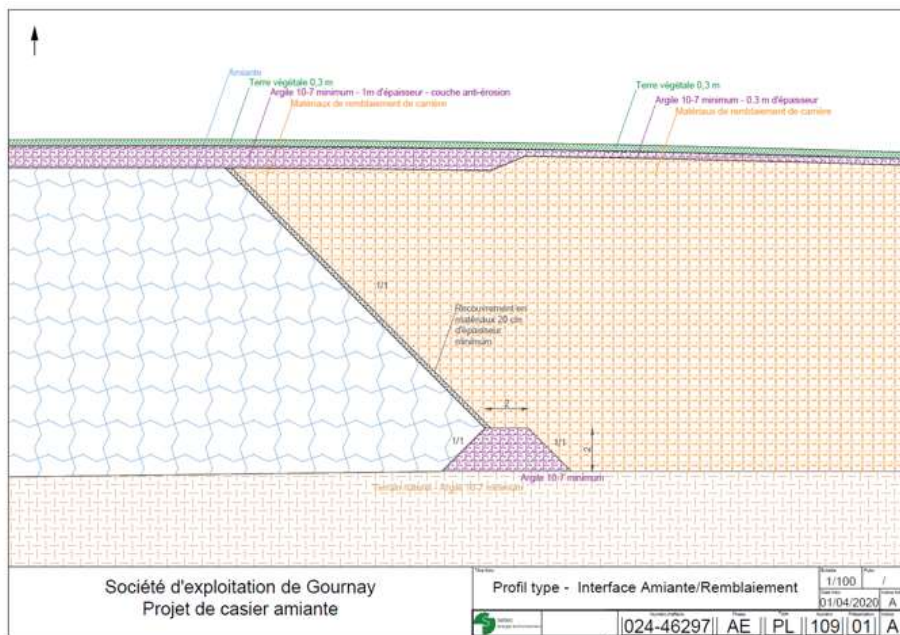 Amiante
Terre végétale 0,3 m
Argile 10-7 minimum - 1m d'épaisseur - couche anti-érosion
Matériaux de remblaiement de carrière
Terre végétale 0,3 m
Argile 10-7 minimum - 0.3 m d'épaisseur
Matériaux de remblaiement de carrière
1/1
Recouvrement en
matériaux 20 cm
d'épaisseur
minimum
2
1/1
1/1
2
Argile 10-7 minimum
Terrain naturel - Argile 10-7 minimum
Société d'exploitation de Gournay
Projet de casier amiante
Profil type - Interface Amiante/Remblaiement
1/100
/
01/04/2020
A
024-46297
AE
PL
109
01
A